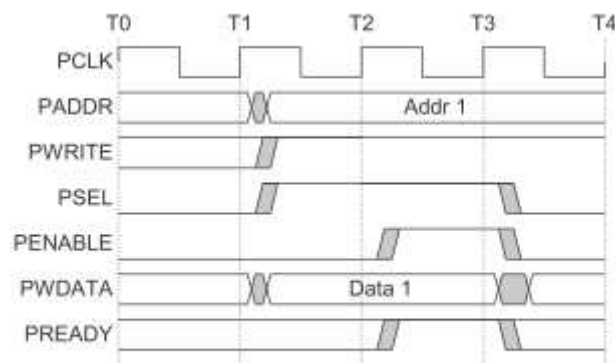 T0 T1 T2 T3 T4
PCLK
PADDR Addr 1
PWRITE
PSEL
PENABLE
PWDATA Data 1
PREADY